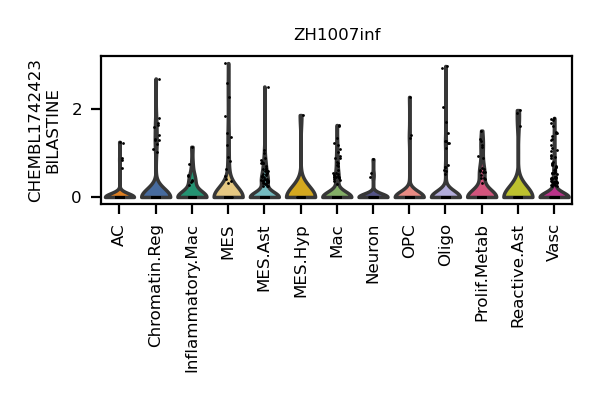 ZH1007inf
CHEMBL1742423
BILASTINE
2
0
AC
Chromatin.Reg
Inflammatory.Mac
MES
MES.Ast
MES.Hyp
Mac
Neuron
OPC
Oligo
Prolif.Metab
Reactive.Ast
Vasc